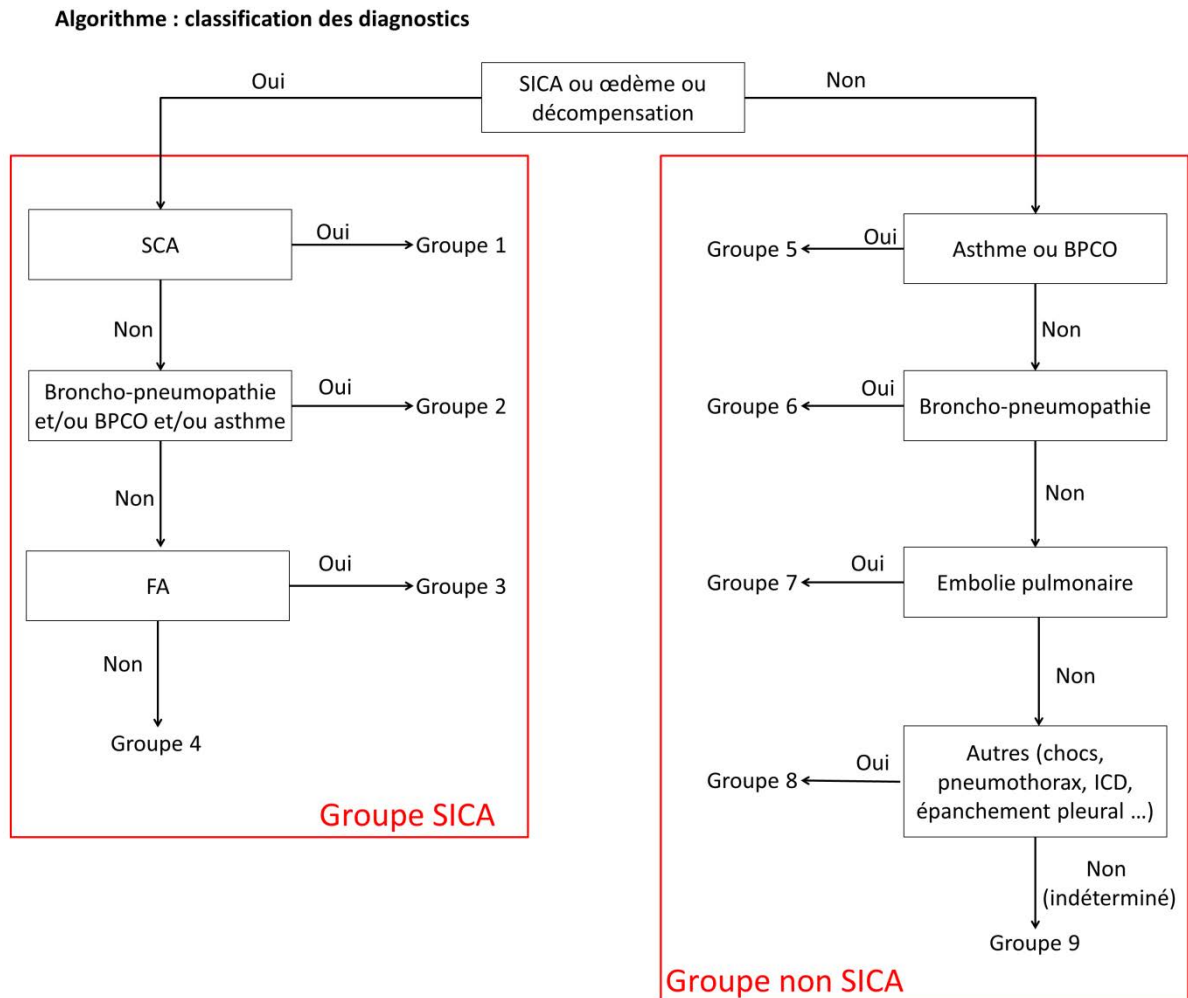 Algorithme : classification des diagnostics
Oui
SICA ou œdème ou
décompensation
Non
SCA
Oui
Groupe 1
Non
Broncho-pneumopathie
et/ou BPCO et/ou asthme
Oui
Groupe 2
Non
FA
Oui
Groupe 3
Non
Groupe 4
Groupe SICA
Groupe 5
Oui
Asthme ou BPCO
Non
Groupe 6
Oui
Broncho-pneumopathie
Non
Groupe 7
Oui
Embolie pulmonaire
Non
Groupe 8
Oui
Autres (chocs,
pneumothorax, ICD,
épanchement pleural ...)
Non
(indéterminé)
Groupe 9
Groupe non SICA